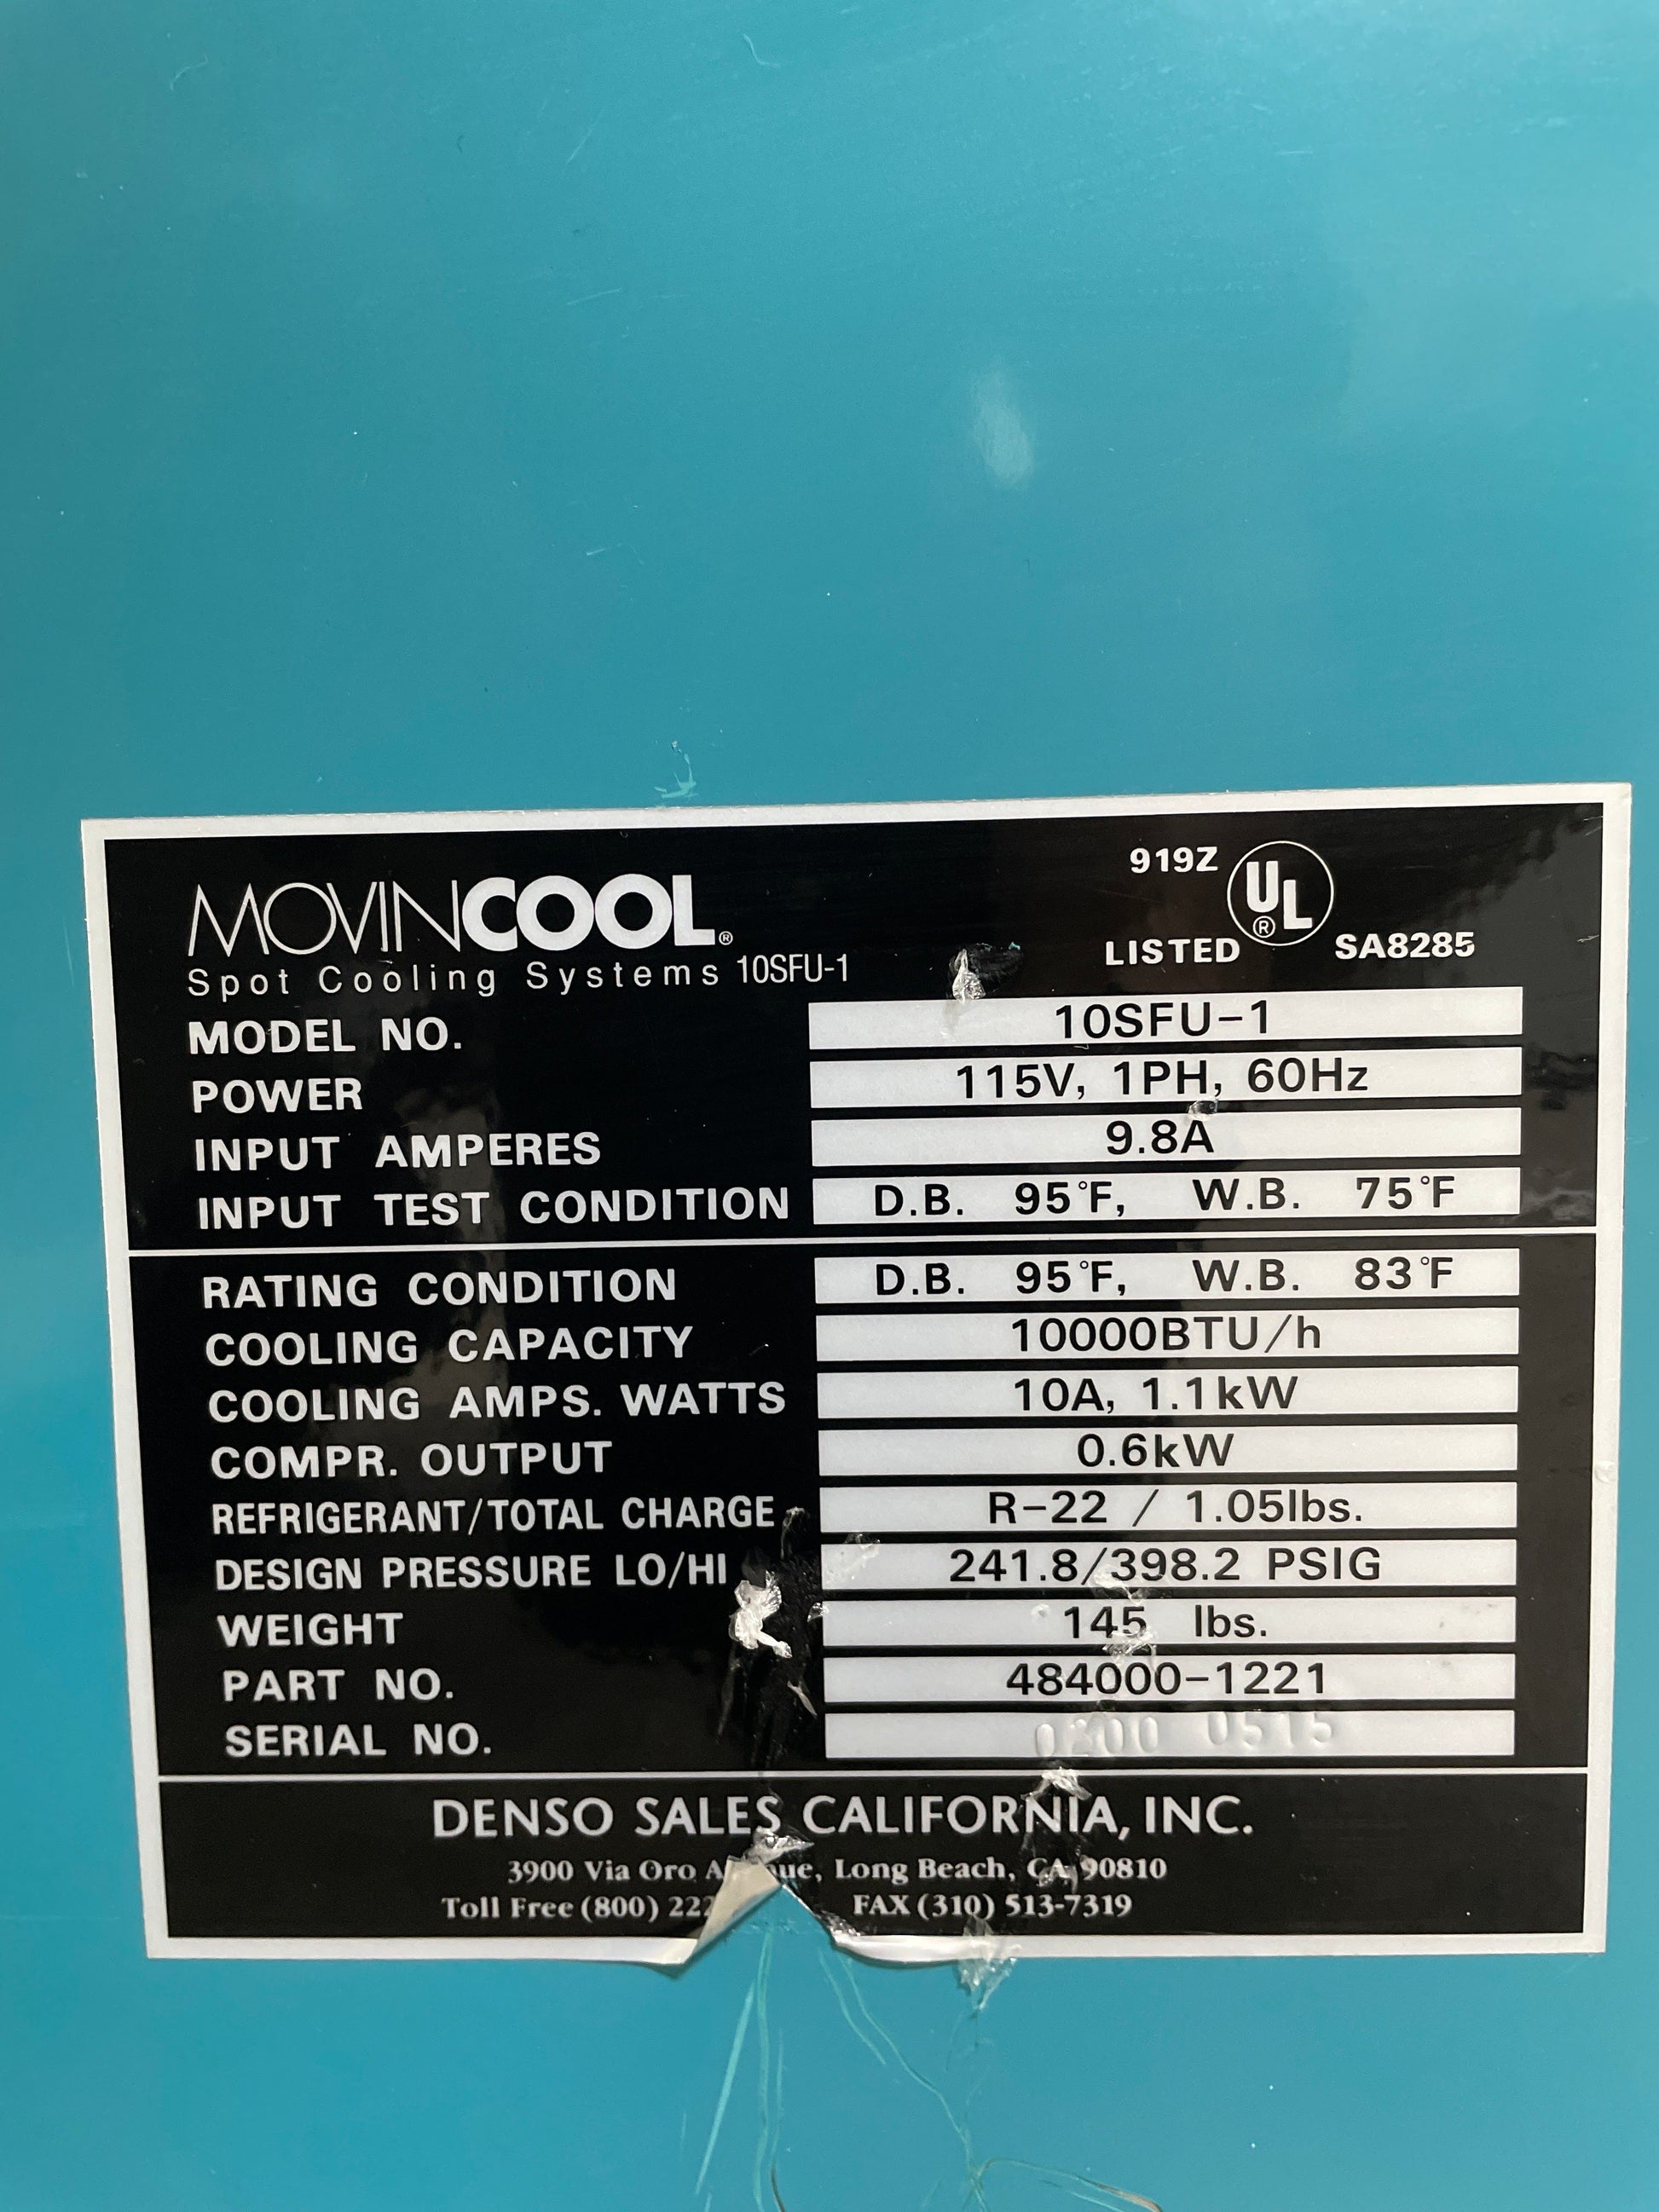 MOVINCOOL®
Spot Cooling Systems 10SFU-1
919Z UL®
LISTED SA8285
MODEL NO. 10SFU-1
POWER 115V, 1PH, 60Hz
INPUT AMPERES 9.8A
INPUT TEST CONDITION D.B. 95°F, W.B. 75°F
RATING CONDITION D.B. 95°F, W.B. 83°F
COOLING CAPACITY 10000BTU/h
COOLING AMPS. WATTS 10A, 1.1kW
COMPR. OUTPUT 0.6kW
REFRIGERANT/TOTAL CHARGE R-22 / 1.05lbs.
DESIGN PRESSURE LO/HI 241.8/398.2 PSIG
WEIGHT 145 lbs.
PART NO. 484000-1221
SERIAL NO. 0515
DENSO SALES CALIFORNIA, INC.
3900 Via Oro Long Beach, CA 90810
Toll Free (800) FAX (310) 513-7319